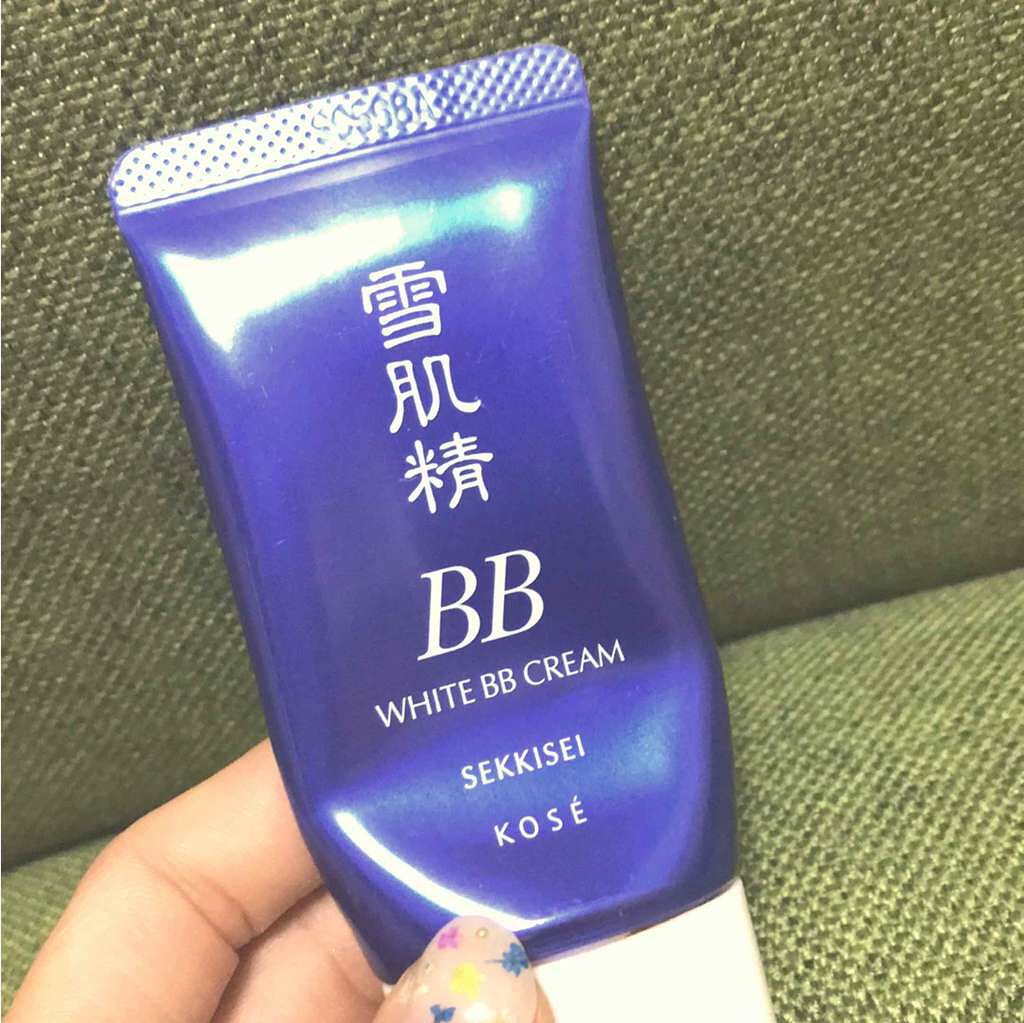 雪肌精
BB
WHITE BB CREAM
SEKKISEI
KOSÉ